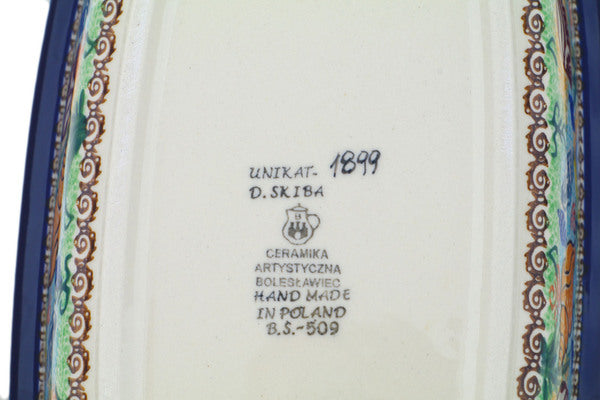 UNIKAT- 1899
D. SKIBA
CERAMIKA
ARTYSTYCZNA
BOLESŁAWIEC
HAND MADE
IN POLAND
B.Ś.-509